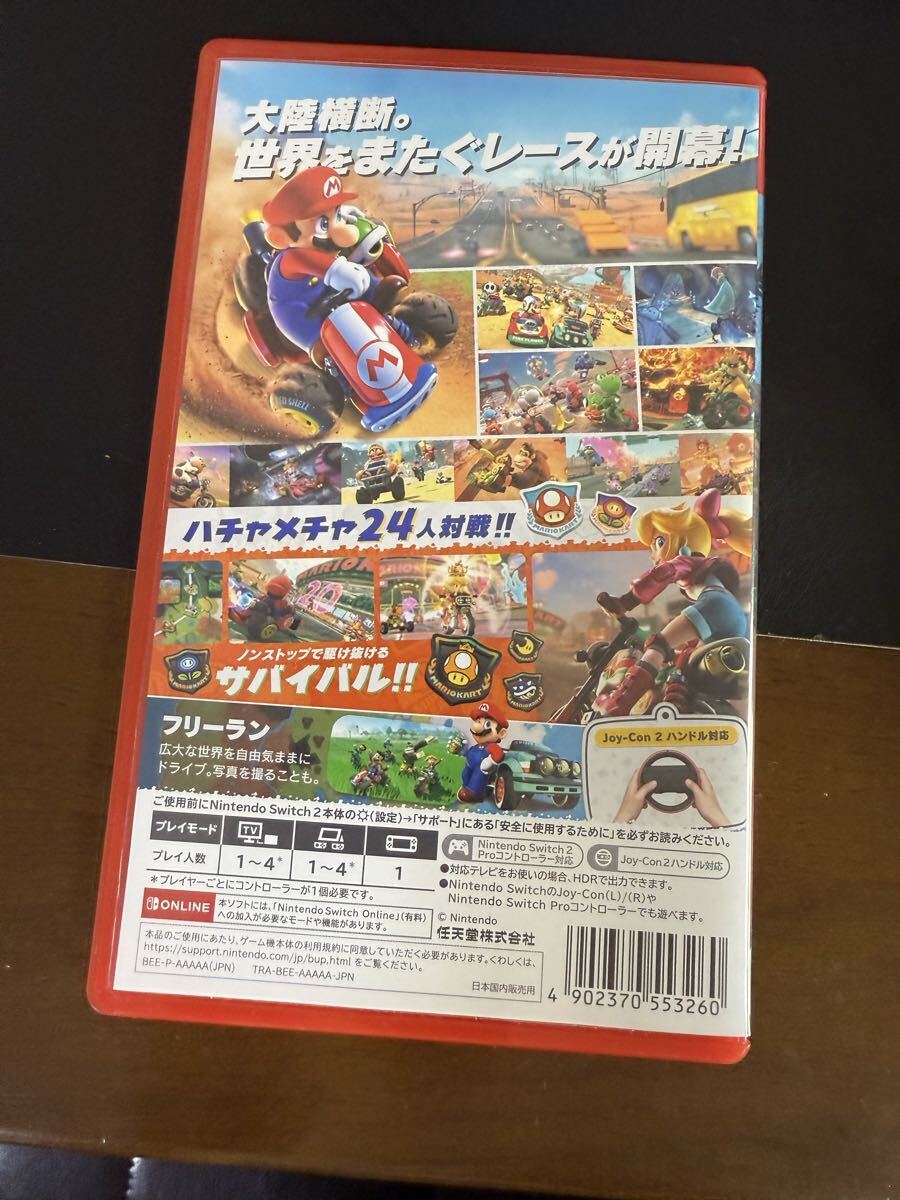 大陸横断。
世界をまたぐレースが開幕!
M
M
FIRE FLOWER
ハチャメチャ24人対戦!!
MARIO KART
ノンストップで駆け抜ける
サバイバル!!
MARIO KART
MARIO KART
MARIO KART
MARIO KART
フリーラン
広大な世界を自由気ままに
ドライブ。写真を撮ることも。
Joy-Con 2 ハンドル対応
ご使用前にNintendo Switch 2本体の(設定)→「サポート」にある「安全に使用するために」を必ずお読みください。
プレイモード TV
プレイ人数 1～4* 1～4* 1
*プレイヤーごとにコントローラーが1個必要です。
Nintendo Switch 2
Proコントローラー対応
Joy-Con 2ハンドル対応
●対応テレビをお使いの場合、HDRで出力できます。
●Nintendo SwitchのJoy-Con(L)/(R)や
Nintendo Switch Proコントローラーでも遊べます。
ONLINE
本ソフトには、「Nintendo Switch Online」(有料)
への加入が必要なモードや機能があります。
© Nintendo
任天堂株式会社
本品のご使用にあたり、ゲーム機本体の利用規約に同意していただく必要があります。くわしくは、
https://support.nintendo.com/jp/bup.html をご覧ください。
BEE-P-AAAAA(JPN) TRA-BEE-AAAAA-JPN
日本国内販売用
4 902370 553260